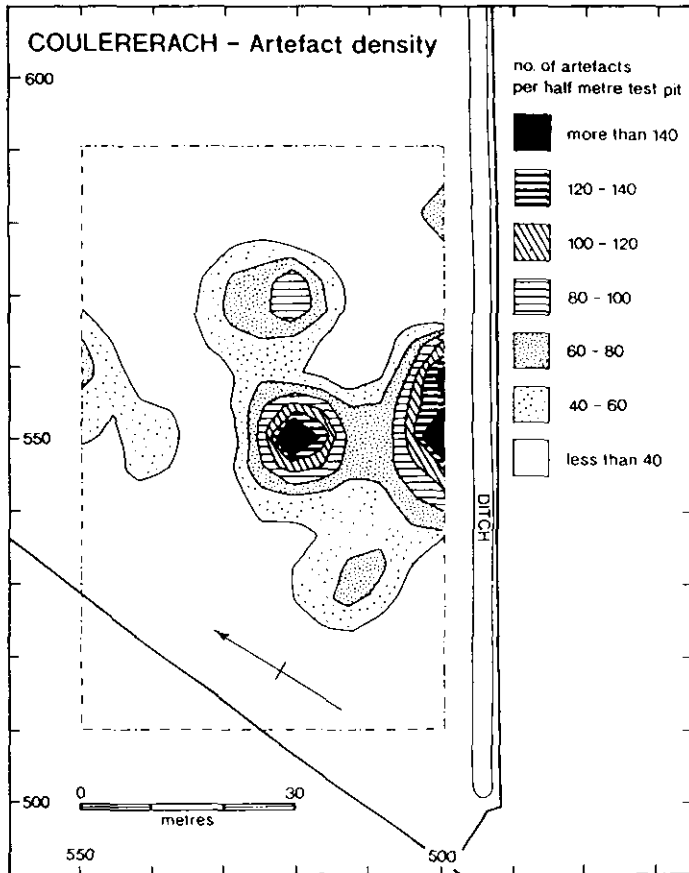 COULERERACH – Artefact density
600
550
500
no. of artefacts
per half metre test pit
more than 140
120 - 140
100 - 120
80 - 100
60 - 80
40 - 60
less than 40
DITCH
0 30
metres
550 500